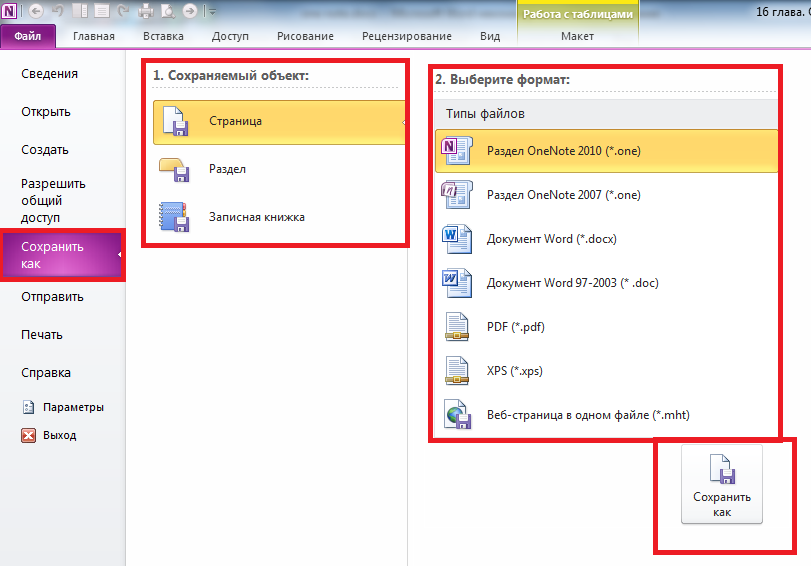 Работа с таблицами
16 глава. С
Файл
Главная
Вставка
Доступ
Рисование
Рецензирование
Вид
Макет
Сведения
Открыть
Создать
Разрешить
общий
доступ
Сохранить
как
Отправить
Печать
Справка
Параметры
Выход
1. Сохраняемый объект:
Страница
Раздел
Записная книжка
2. Выберите формат:
Типы файлов
Раздел OneNote 2010 (*.one)
Раздел OneNote 2007 (*.one)
Документ Word (*.docx)
Документ Word 97-2003 (* .doc)
PDF (*.pdf)
XPS (*.xps)
Веб-страница в одном файле (*.mht)
Сохранить
как